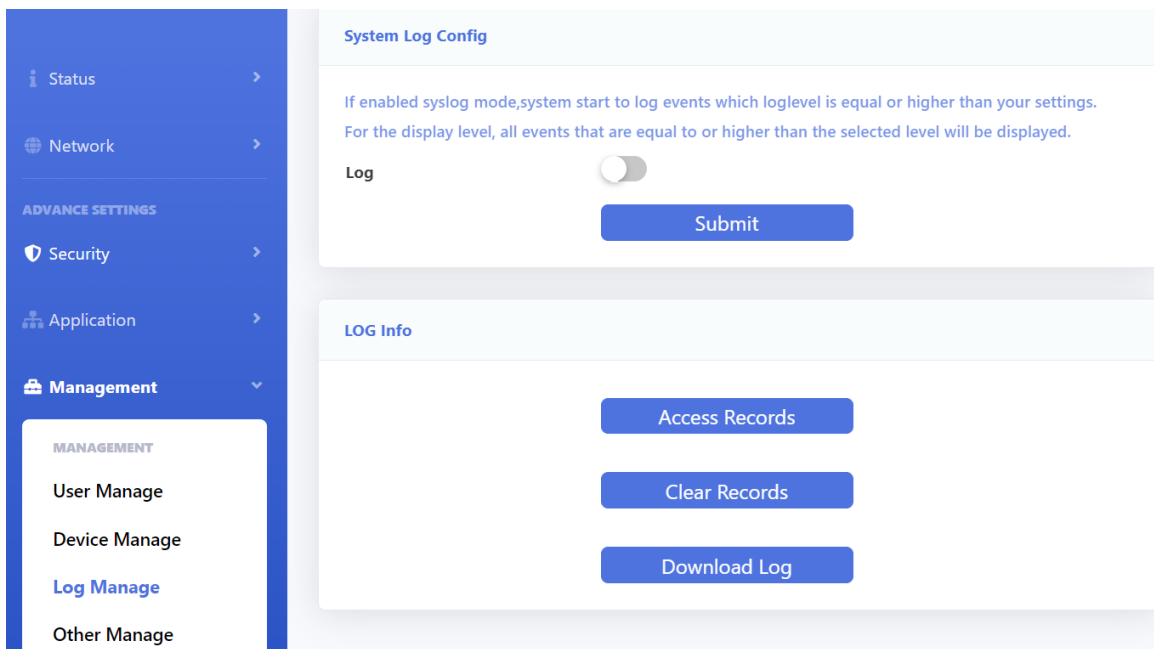 Status
Network
ADVANCE SETTINGS
Security
Application
Management
MANAGEMENT
User Manage
Device Manage
Log Manage
Other Manage
System Log Config
If enabled syslog mode,system start to log events which loglevel is equal or higher than your settings.
For the display level, all events that are equal to or higher than the selected level will be displayed.
Log
Submit
LOG Info
Access Records
Clear Records
Download Log